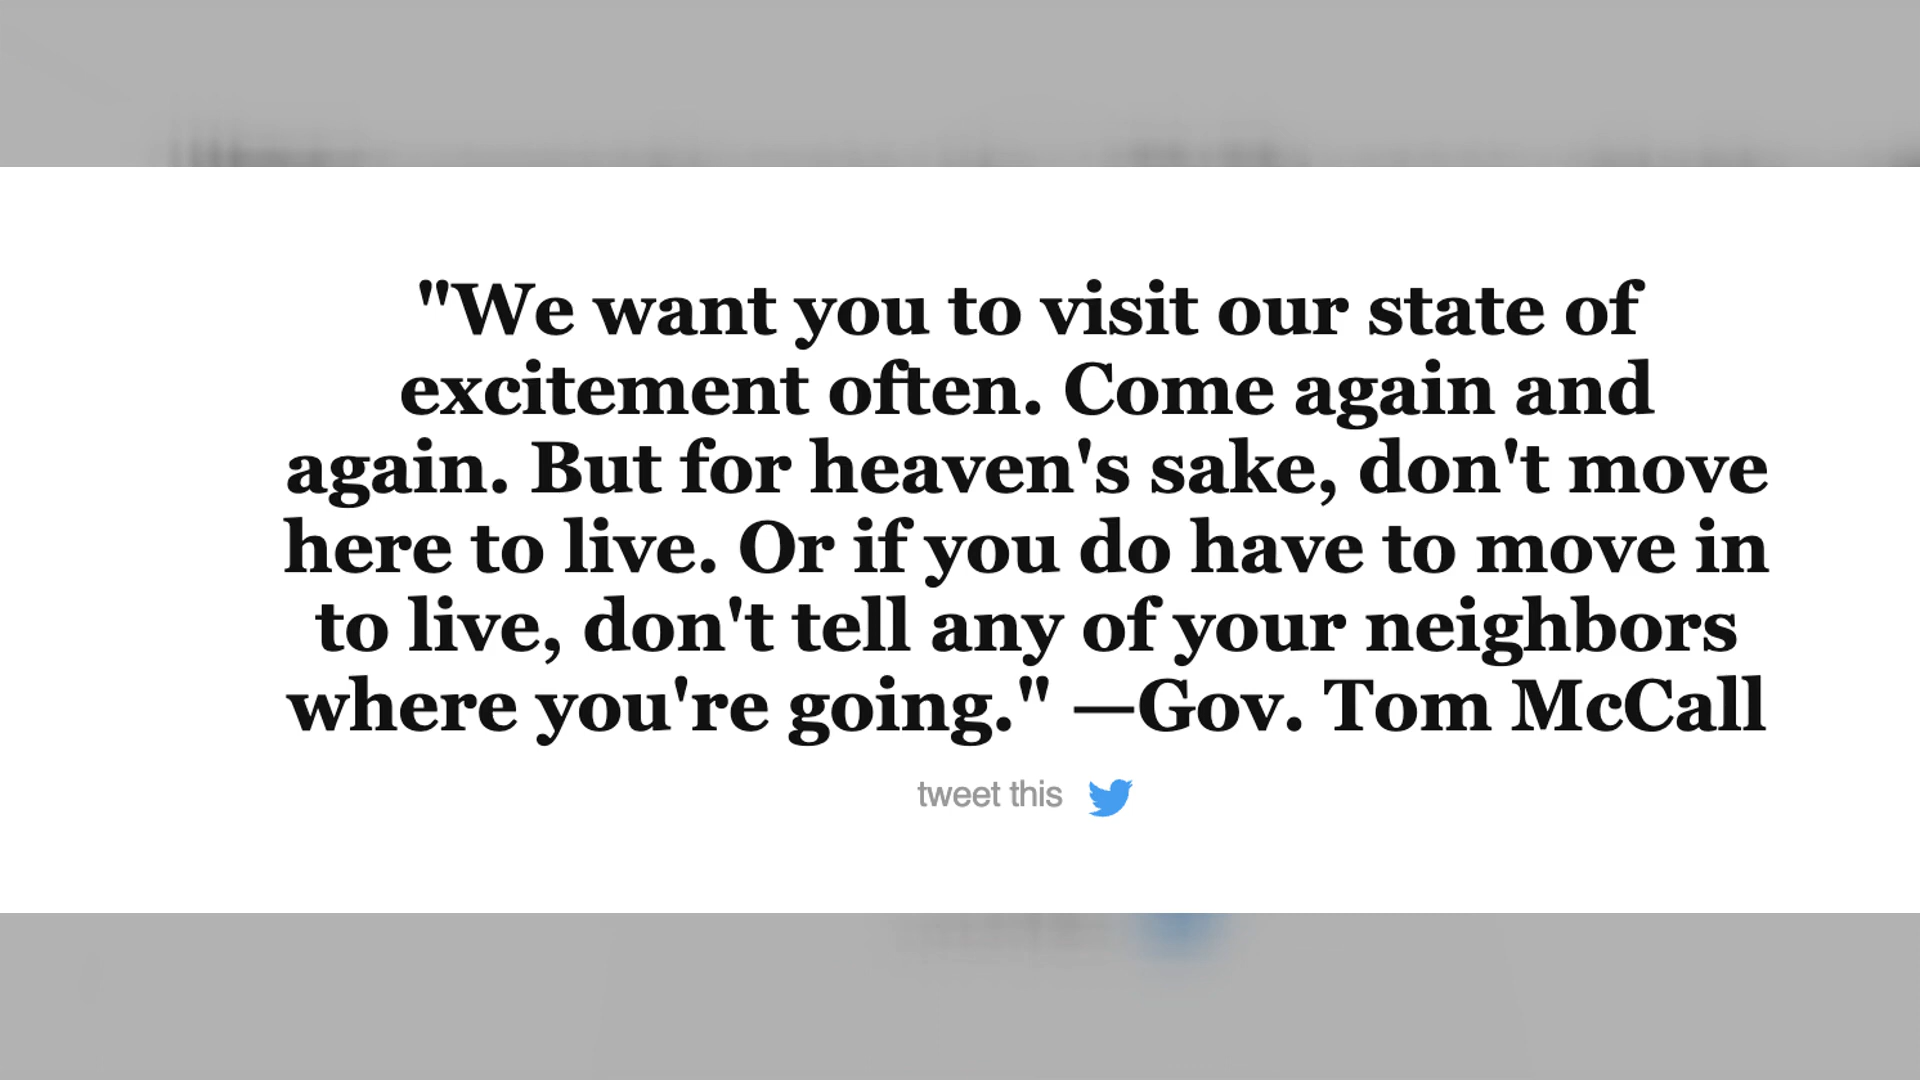 "We want you to visit our state of
excitement often. Come again and
again. But for heaven's sake, don't move
here to live. Or if you do have to move in
to live, don't tell any of your neighbors
where you're going." —Gov. Tom McCall
tweet this